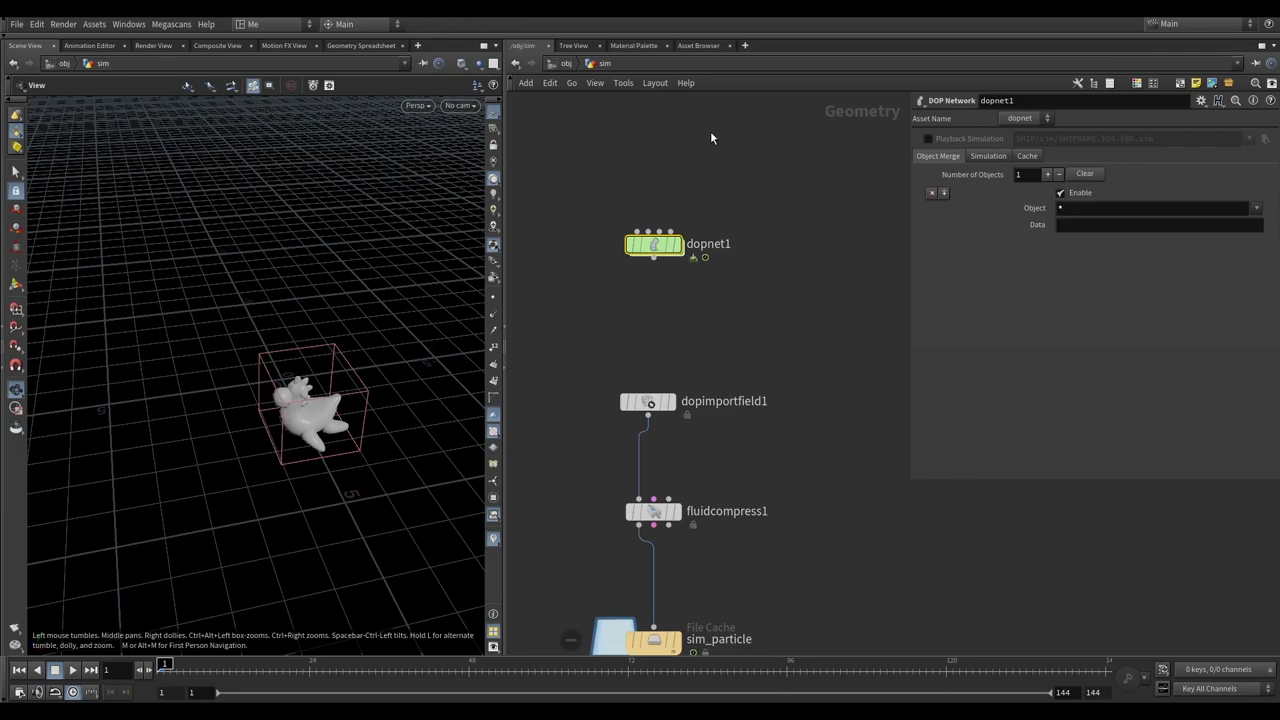 File Edit Render Assets Windows Megascans Help Me Main Main
Scene View Animation Editor Render View Composite View Motion FX View Geometry Spreadsheet
/obj/sim Tree View Material Palette Asset Browser
obj sim
obj sim
View
Persp No cam
Left mouse tumbles. Middle pans. Right dollies. Ctrl+Alt+Left box-zooms. Ctrl+Right zooms. Spacebar-Ctrl-Left tilts. Hold L for alternate
tumble, dolly, and zoom. M or Alt+M for First Person Navigation.
Add Edit Go View Tools Layout Help
Geometry
dopnet1
dopimportfield1
fluidcompress1
File Cache
sim_particle
DOP Network dopnet1
Asset Name dopnet
Playback Simulation
Object Merge Simulation Cache
Number of Objects 1 Clear
Enable
Object *
Data
1 1 24 48 72 96 120 14
0 keys, 0/0 channels
1 1 144 144
Key All Channels